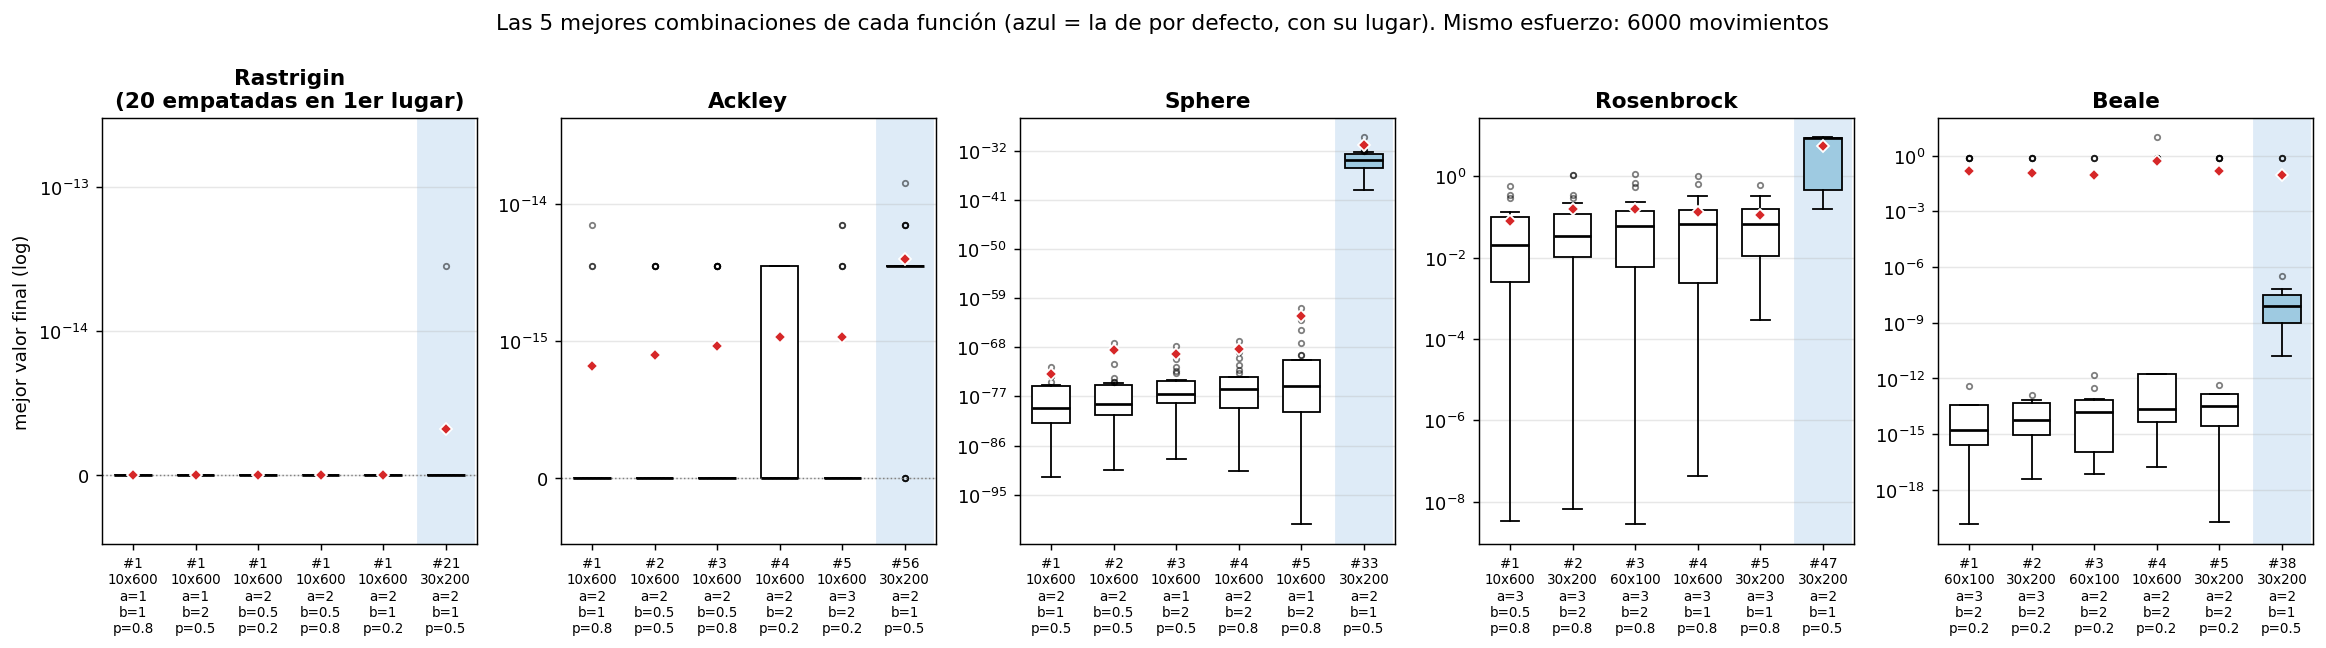 Las 5 mejores combinaciones de cada función (azul = la de por defecto, con su lugar). Mismo esfuerzo: 6000 movimientos
mejor valor final (log)
Rastrigin
(20 empatadas en 1er lugar)
10⁻¹³
10⁻¹⁴
0
#1 #1 #1 #1 #1 #21
10x600 10x600 10x600 10x600 10x600 30x200
a=1 a=1 a=2 a=2 a=2 a=2
b=1 b=2 b=0.5 b=0.5 b=1 b=1
p=0.8 p=0.5 p=0.2 p=0.8 p=0.2 p=0.5
Ackley
10⁻¹⁴
10⁻¹⁵
0
#1 #2 #3 #4 #5 #56
10x600 10x600 10x600 10x600 10x600 30x200
a=2 a=2 a=3 a=2 a=3 a=2
b=1 b=0.5 b=2 b=2 b=2 b=1
p=0.8 p=0.5 p=0.8 p=0.2 p=0.2 p=0.5
Sphere
10⁻³²
10⁻⁴¹
10⁻⁵⁰
10⁻⁵⁹
10⁻⁶⁸
10⁻⁷⁷
10⁻⁸⁶
10⁻⁹⁵
#1 #2 #3 #4 #5 #33
10x600 10x600 10x600 10x600 10x600 30x200
a=2 a=2 a=1 a=2 a=2 a=2
b=1 b=0.5 b=2 b=2 b=1 b=1
p=0.5 p=0.5 p=0.5 p=0.8 p=0.8 p=0.5
Rosenbrock
10⁰
10⁻²
10⁻⁴
10⁻⁶
10⁻⁸
#1 #2 #3 #4 #5 #47
10x600 30x200 60x100 10x600 30x200 30x200
a=3 a=3 a=3 a=3 a=3 a=2
b=0.5 b=2 b=2 b=1 b=1 b=1
p=0.8 p=0.8 p=0.8 p=0.8 p=0.8 p=0.5
Beale
10⁰
10⁻³
10⁻⁶
10⁻⁹
10⁻¹²
10⁻¹⁵
10⁻¹⁸
#1 #2 #3 #4 #5 #38
60x100 30x200 60x100 10x600 30x200 30x200
a=3 a=3 a=2 a=2 a=2 a=2
b=2 b=2 b=2 b=2 b=2 b=1
p=0.2 p=0.2 p=0.2 p=0.2 p=0.2 p=0.5